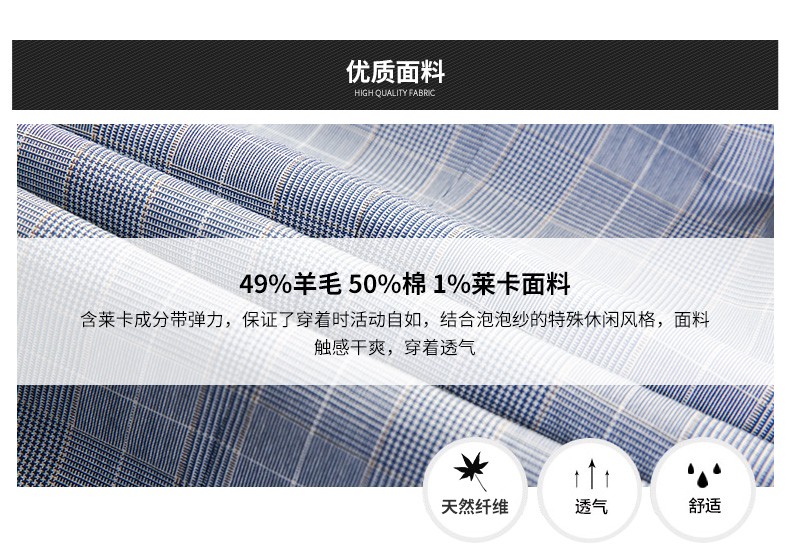 优质面料
HIGH QUALITY FABRIC
49%羊毛 50%棉 1%莱卡面料
含莱卡成分带弹力，保证了穿着时活动自如，结合泡泡纱的特殊休闲风格，面料
触感干爽，穿着透气
天然纤维
透气
舒适